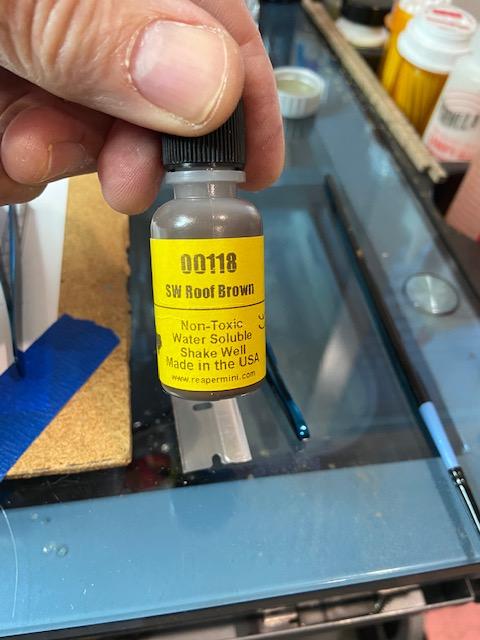 00118
SW Roof Brown
Non-Toxic
Water Soluble
Shake Well
Made in the USA
www.reapermini.com